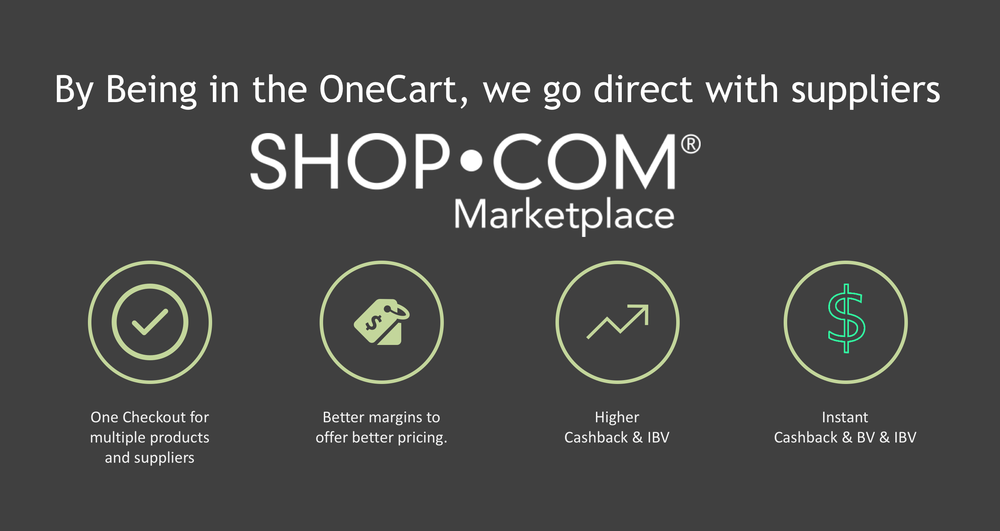 By Being in the OneCart, we go direct with suppliers
SHOP•COM®
Marketplace
$
One Checkout for
multiple products
and suppliers
Better margins to
offer better pricing.
Higher
Cashback & IBV
$
Instant
Cashback & BV & IBV